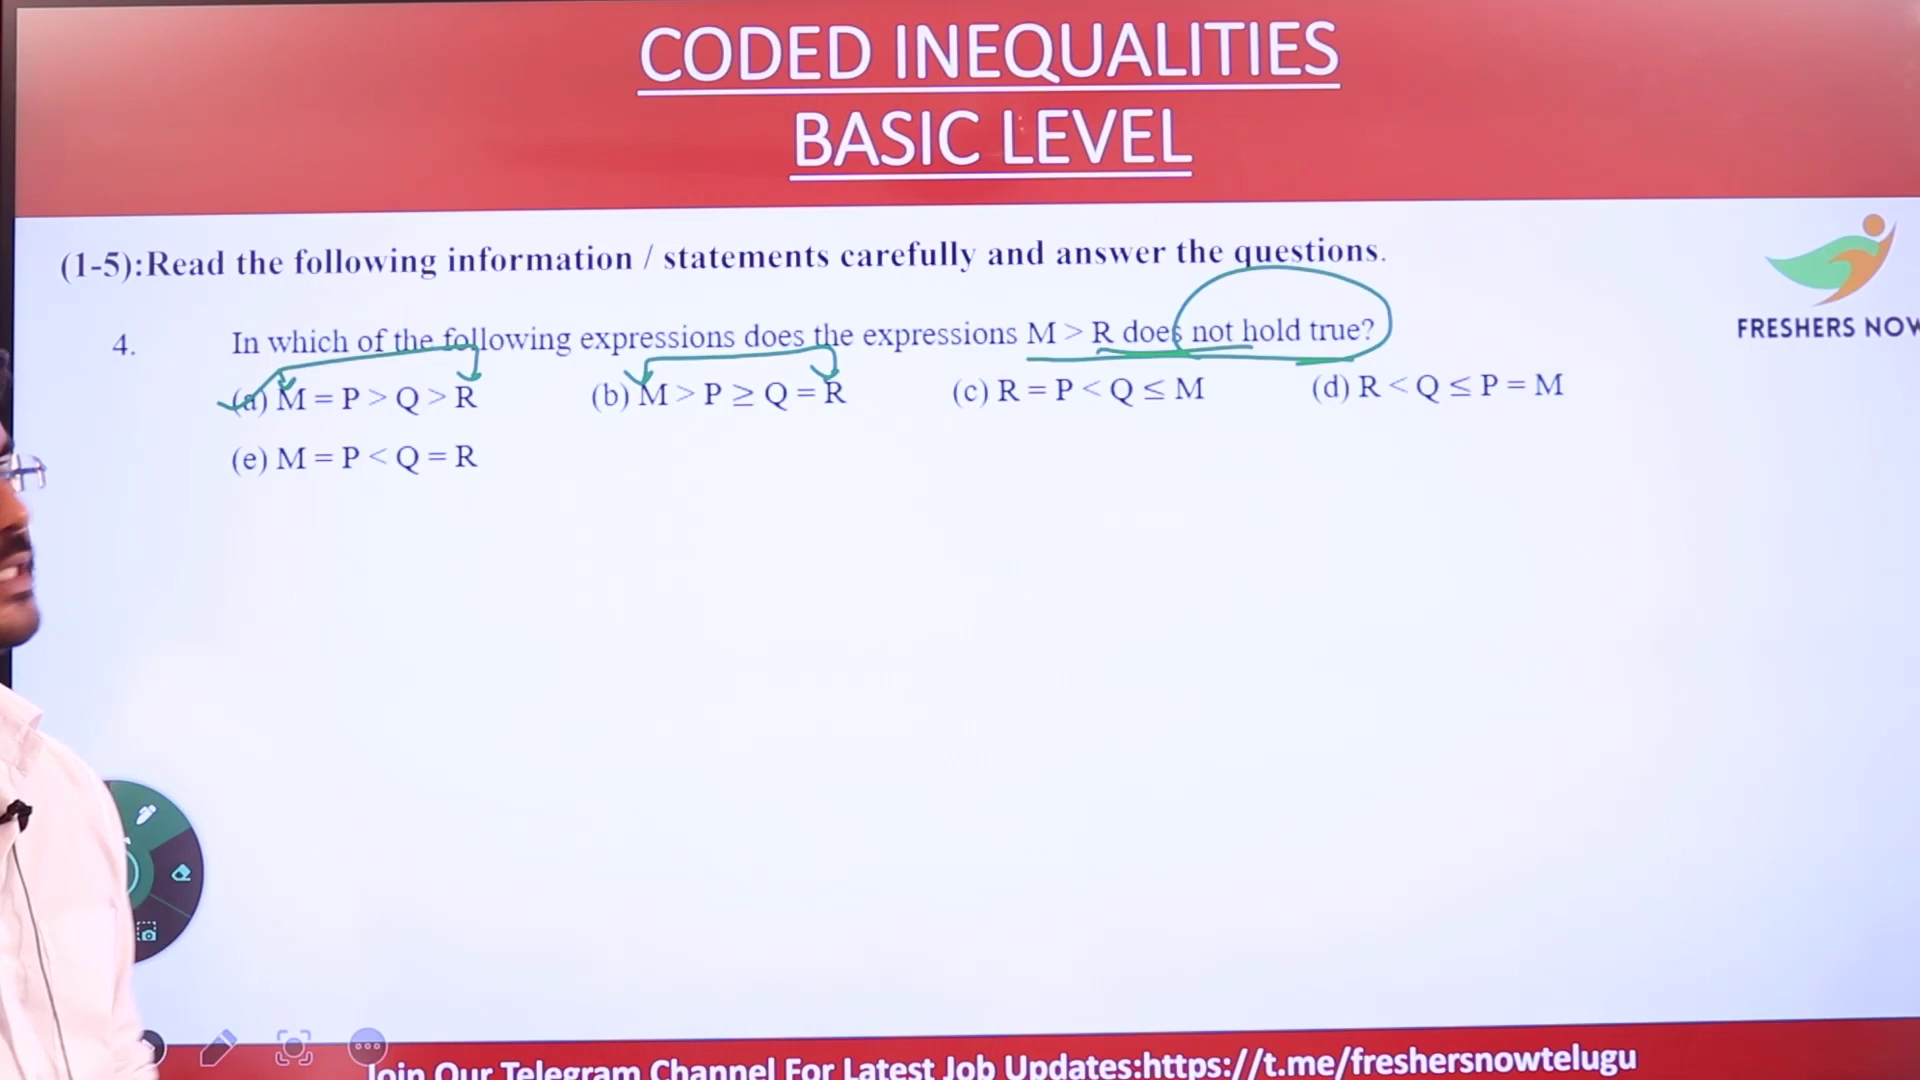 CODED INEQUALITIES
BASIC LEVEL
(1-5):Read the following information / statements carefully and answer the questions.
4. In which of the following expressions does the expressions M > R does not hold true?
(a) M = P > Q > R (b) M > P ≥ Q = R (c) R = P < Q ≤ M (d) R < Q ≤ P = M
(e) M = P < Q = R
FRESHERS NOW
Join Our Telegram Channel For Latest Job Updates:https://t.me/freshersnowtelugu